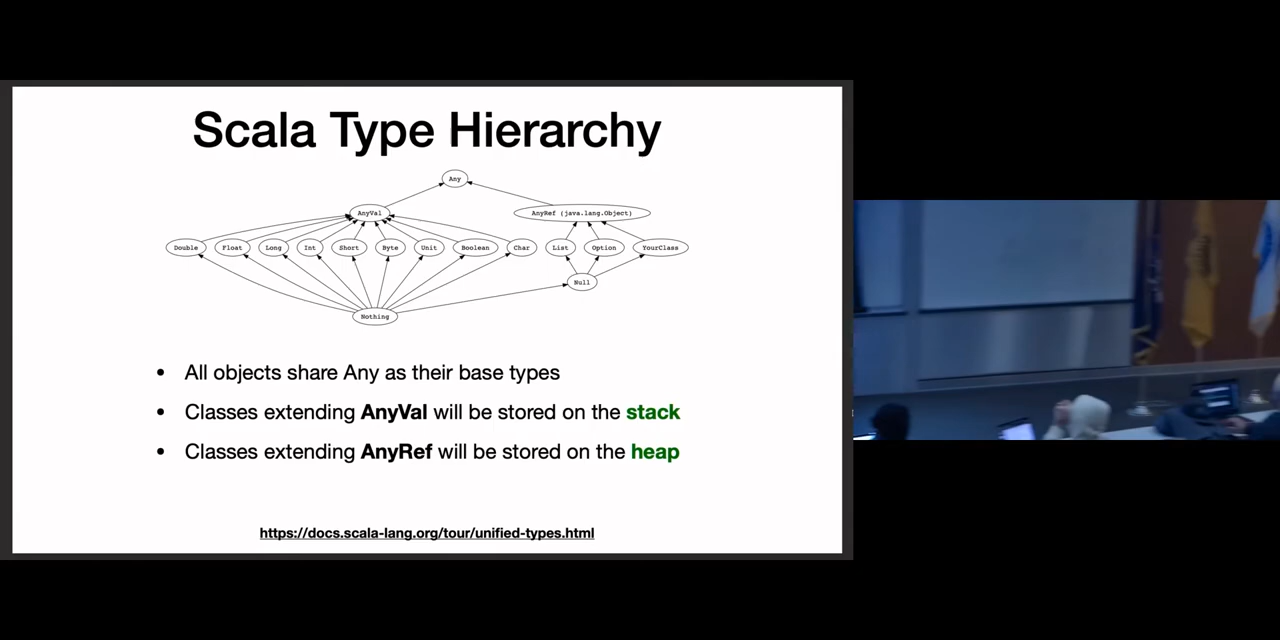 Scala Type Hierarchy
Any
AnyVal
AnyRef (java.lang.Object)
Double Float Long Int Short Byte Unit Boolean Char List Option YourClass
Null
Nothing
• All objects share Any as their base types
• Classes extending AnyVal will be stored on the stack
• Classes extending AnyRef will be stored on the heap
https://docs.scala-lang.org/tour/unified-types.html